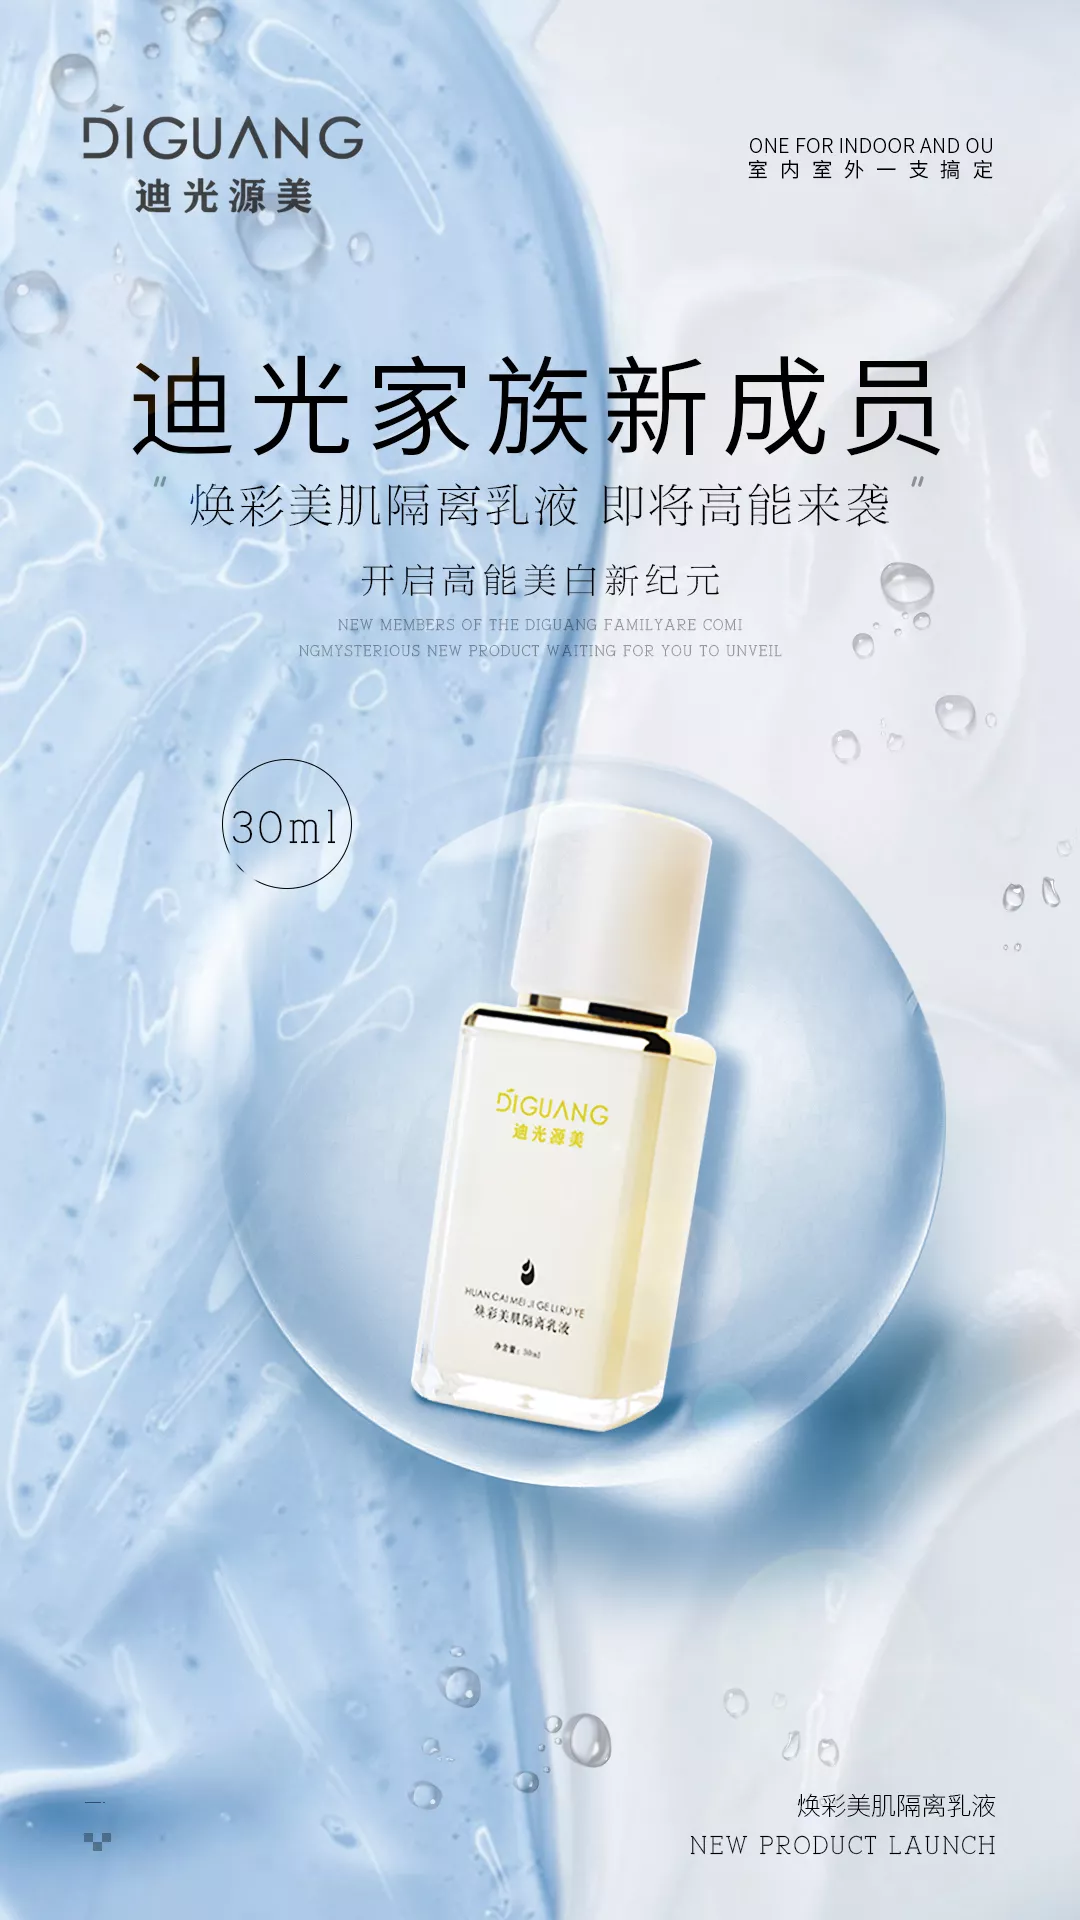 DIGUANG
迪光源美
ONE FOR INDOOR AND OU
室内室外一支搞定
迪光家族新成员
“焕彩美肌隔离乳液 即将高能来袭“
开启高能美白新纪元
NEW MEMBERS OF THE DIGUANG FAMILYARE COMI
NGMYSTERIOUS NEW PRODUCT WAITING FOR YOU TO UNVEIL
30ml
DIGUANG
迪光源美
HUAN CAI MEI JI GE LI RU YE
焕彩美肌隔离乳液
净含量：30ml
焕彩美肌隔离乳液
NEW PRODUCT LAUNCH